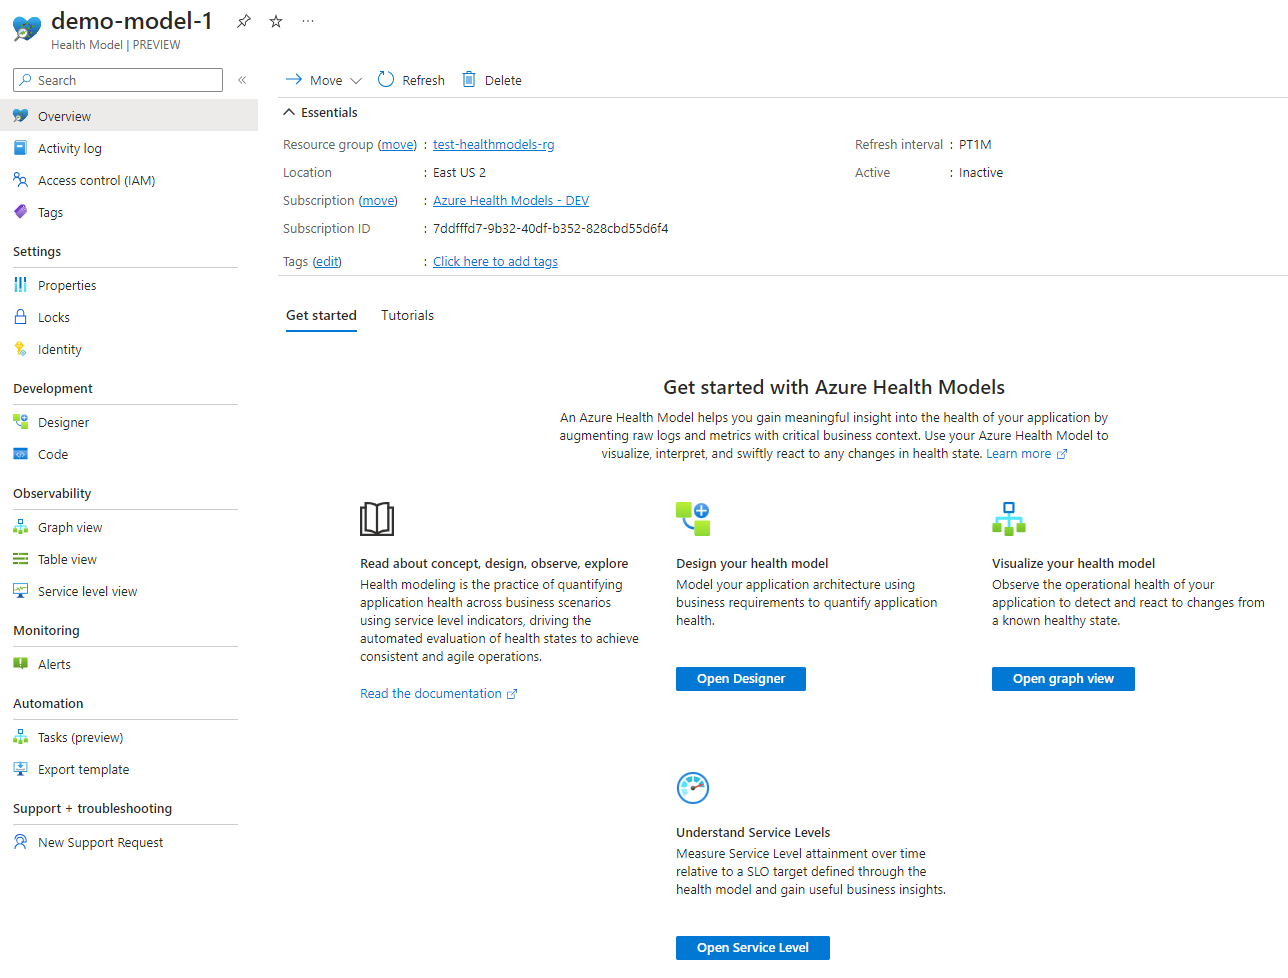 demo-model-1
Health Model | PREVIEW
Search
Overview
Activity log
Access control (IAM)
Tags
Settings
Properties
Locks
Identity
Development
Designer
Code
Observability
Graph view
Table view
Service level view
Monitoring
Alerts
Automation
Tasks (preview)
Export template
Support + troubleshooting
New Support Request
Move Refresh Delete
Essentials
Resource group (move) : test-healthmodels-rg
Location : East US 2
Subscription (move) : Azure Health Models - DEV
Subscription ID : 7ddfffd7-9b32-40df-b352-828cbd55d6f4
Tags (edit) : Click here to add tags
Refresh interval : PT1M
Active : Inactive
Get started Tutorials
Get started with Azure Health Models
An Azure Health Model helps you gain meaningful insight into the health of your application by
augmenting raw logs and metrics with critical business context. Use your Azure Health Model to
visualize, interpret, and swiftly react to any changes in health state. Learn more
Read about concept, design, observe, explore
Health modeling is the practice of quantifying
application health across business scenarios
using service level indicators, driving the
automated evaluation of health states to achieve
consistent and agile operations.
Read the documentation
Design your health model
Model your application architecture using
business requirements to quantify application
health.
Open Designer
Visualize your health model
Observe the operational health of your
application to detect and react to changes from
a known healthy state.
Open graph view
Understand Service Levels
Measure Service Level attainment over time
relative to a SLO target defined through the
health model and gain useful business insights.
Open Service Level